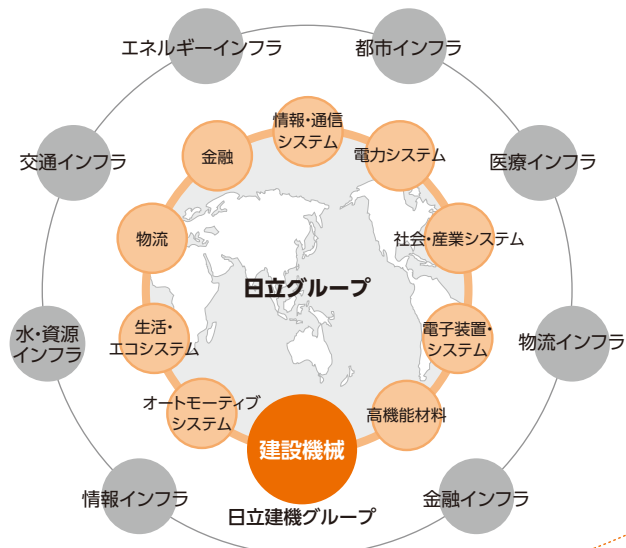 エネルギーインフラ
都市インフラ
交通インフラ
医療インフラ
水・資源
インフラ
物流インフラ
情報インフラ
金融インフラ
情報・通信
システム
金融
電力システム
物流
社会・産業システム
生活・
エコシステム
電子装置・
システム
オートモーティブ
システム
高機能材料
日立グループ
建設機械
日立建機グループ